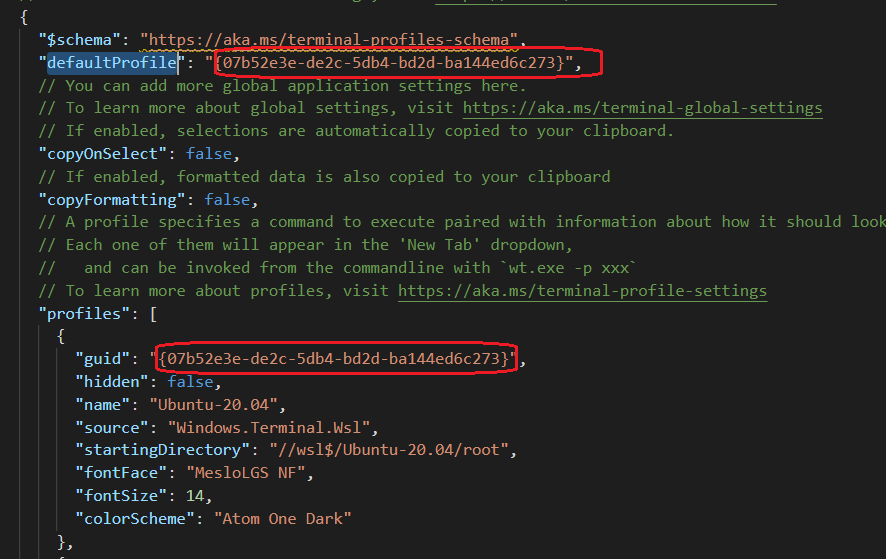 {
"$schema": "https://aka.ms/terminal-profiles-schema",
"defaultProfile": "{07b52e3e-de2c-5db4-bd2d-ba144ed6c273}",
// You can add more global application settings here.
// To learn more about global settings, visit https://aka.ms/terminal-global-settings
// If enabled, selections are automatically copied to your clipboard.
"copyOnSelect": false,
// If enabled, formatted data is also copied to your clipboard
"copyFormatting": false,
// A profile specifies a command to execute paired with information about how it should look
// Each one of them will appear in the 'New Tab' dropdown,
//   and can be invoked from the commandline with `wt.exe -p xxx`
// To learn more about profiles, visit https://aka.ms/terminal-profile-settings
"profiles": [
{
"guid": "{07b52e3e-de2c-5db4-bd2d-ba144ed6c273}",
"hidden": false,
"name": "Ubuntu-20.04",
"source": "Windows.Terminal.Wsl",
"startingDirectory": "//wsl$/Ubuntu-20.04/root",
"fontFace": "MesloLGS NF",
"fontSize": 14,
"colorScheme": "Atom One Dark"
},